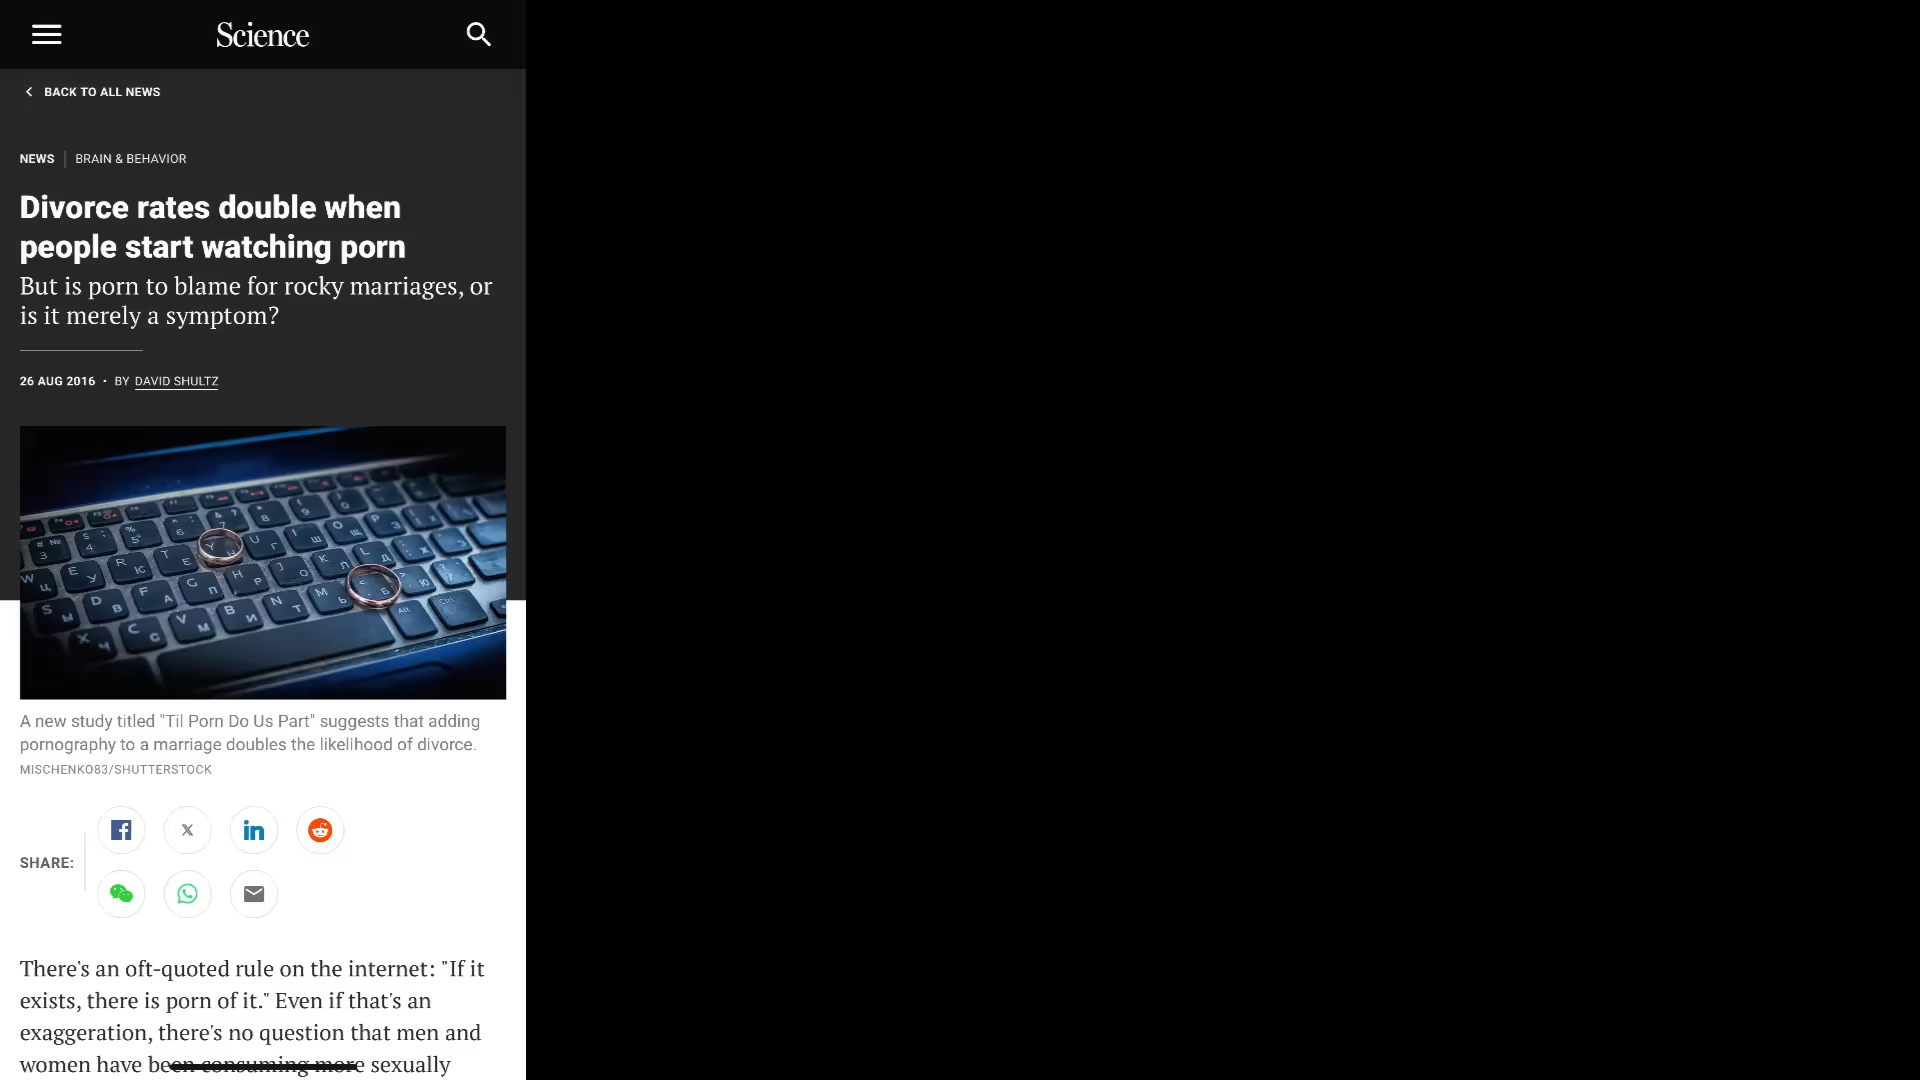 Science
BACK TO ALL NEWS
NEWS | BRAIN & BEHAVIOR
Divorce rates double when
people start watching porn
But is porn to blame for rocky marriages, or
is it merely a symptom?
26 AUG 2016 • BY DAVID SHULTZ
A new study titled "Til Porn Do Us Part" suggests that adding
pornography to a marriage doubles the likelihood of divorce.
MISCHENKO83/SHUTTERSTOCK
SHARE:
There's an oft-quoted rule on the internet: "If it
exists, there is porn of it." Even if that's an
exaggeration, there's no question that men and
women have been consuming more sexually